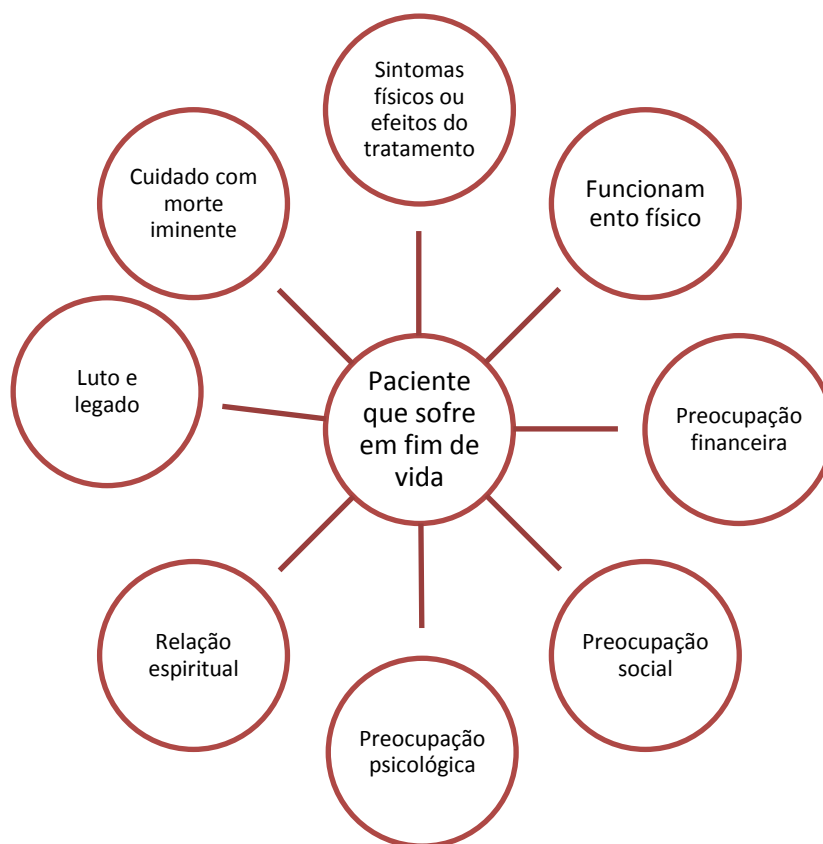 Sintomas
físicos ou
efeitos do
tratamento
Funcionam
ento físico
Preocupação
financeira
Preocupação
social
Preocupação
psicológica
Relação
espiritual
Luto e
legado
Cuidado com
morte
iminente
Paciente
que sofre
em fim de
vida